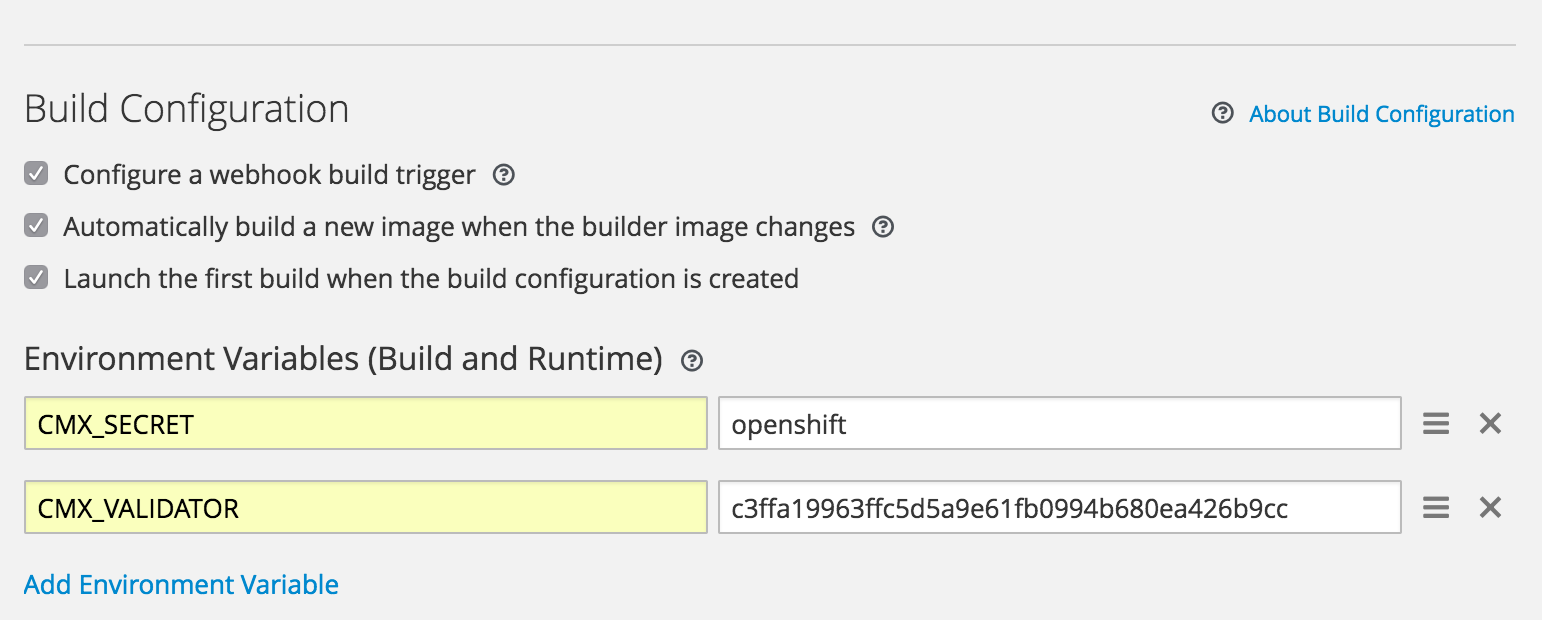 Build Configuration
About Build Configuration
Configure a webhook build trigger
Automatically build a new image when the builder image changes
Launch the first build when the build configuration is created
Environment Variables (Build and Runtime)
CMX_SECRET openshift
CMX_VALIDATOR c3ffa19963ffc5d5a9e61fb0994b680ea426b9cc
Add Environment Variable